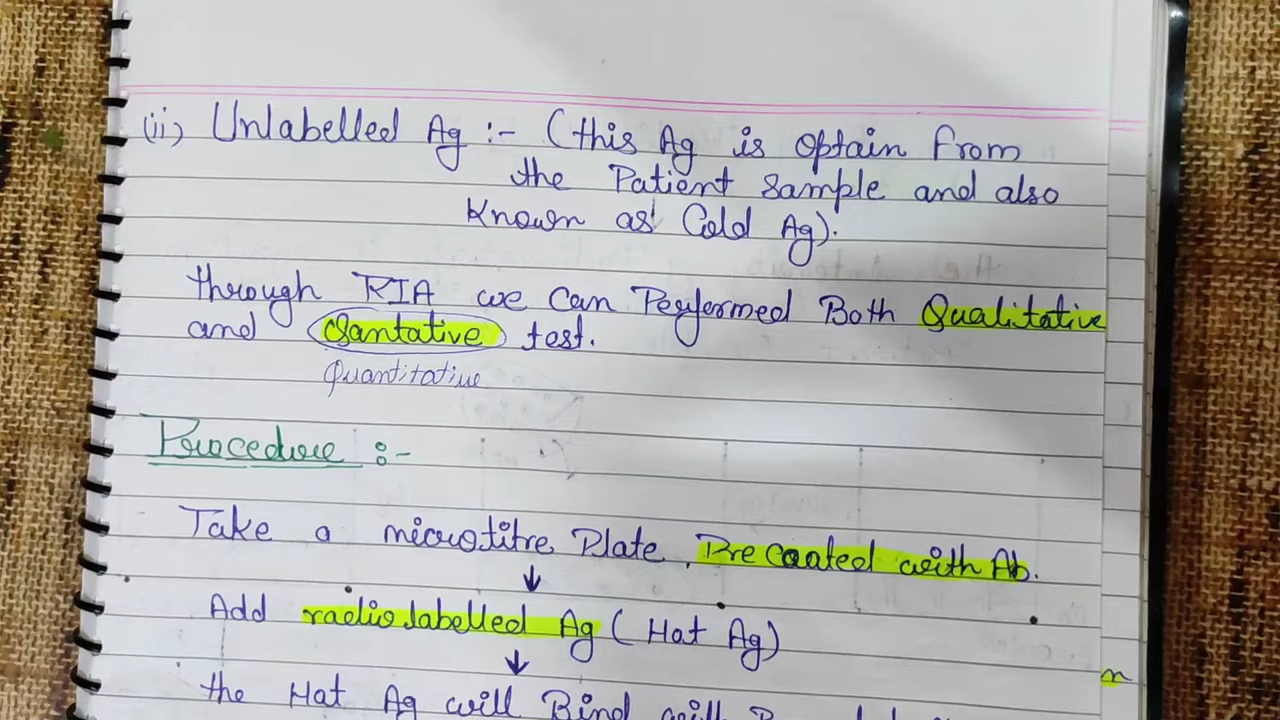 (ii) Unlabelled Ag :- (this Ag is optain from
the Patient sample and also
Known as Cold Ag).
through RIA we can Performed Both Qualitative
and Qantative test.
Quantitative
Procedure :-
Take a microtitre Plate, Pre coated with Ab.
↓
Add radio labelled Ag (Hat Ag)
↓
the Hat Ag will Bind